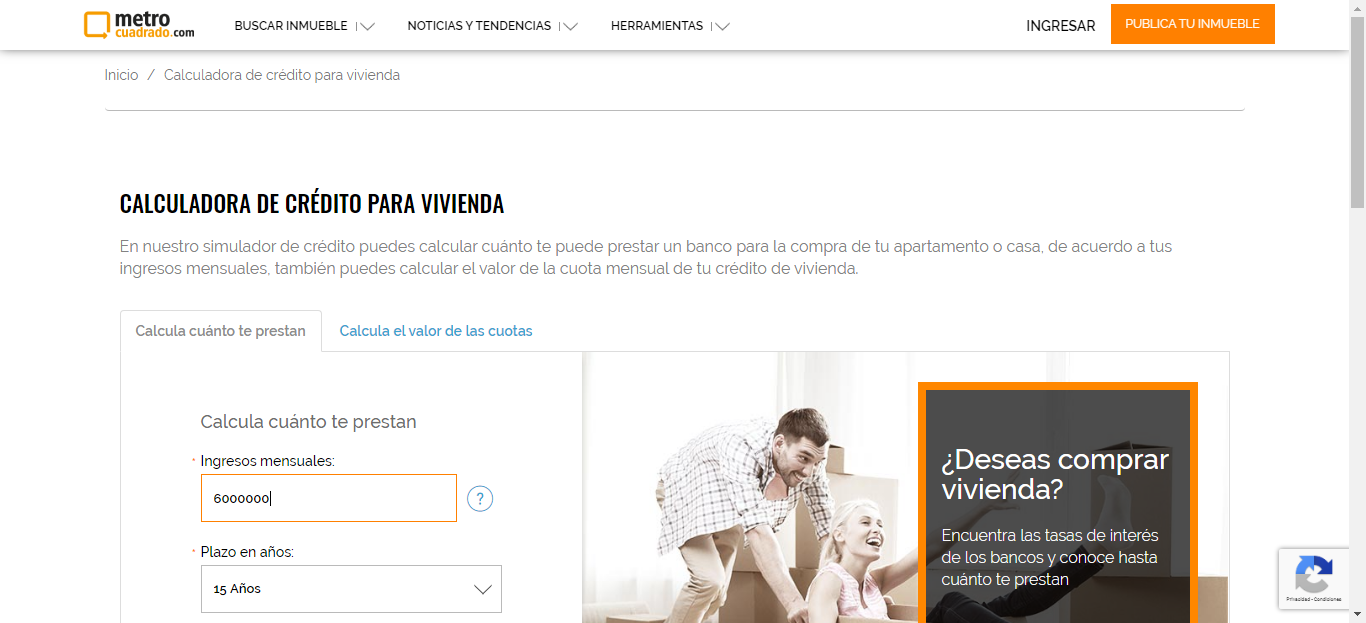 metro
cuadrado.com
BUSCAR INMUEBLE
NOTICIAS Y TENDENCIAS
HERRAMIENTAS
INGRESAR
PUBLICA TU INMUEBLE
Inicio / Calculadora de crédito para vivienda
CALCULADORA DE CRÉDITO PARA VIVIENDA
En nuestro simulador de crédito puedes calcular cuánto te puede prestar un banco para la compra de tu apartamento o casa, de acuerdo a tus
ingresos mensuales, también puedes calcular el valor de la cuota mensual de tu crédito de vivienda.
Calcula cuánto te prestan
Calcula el valor de las cuotas
Calcula cuánto te prestan
* Ingresos mensuales:
6000000
?
* Plazo en años:
15 Años
¿Deseas comprar
vivienda?
Encuentra las tasas de interés
de los bancos y conoce hasta
cuánto te prestan
Privacidad - Condiciones